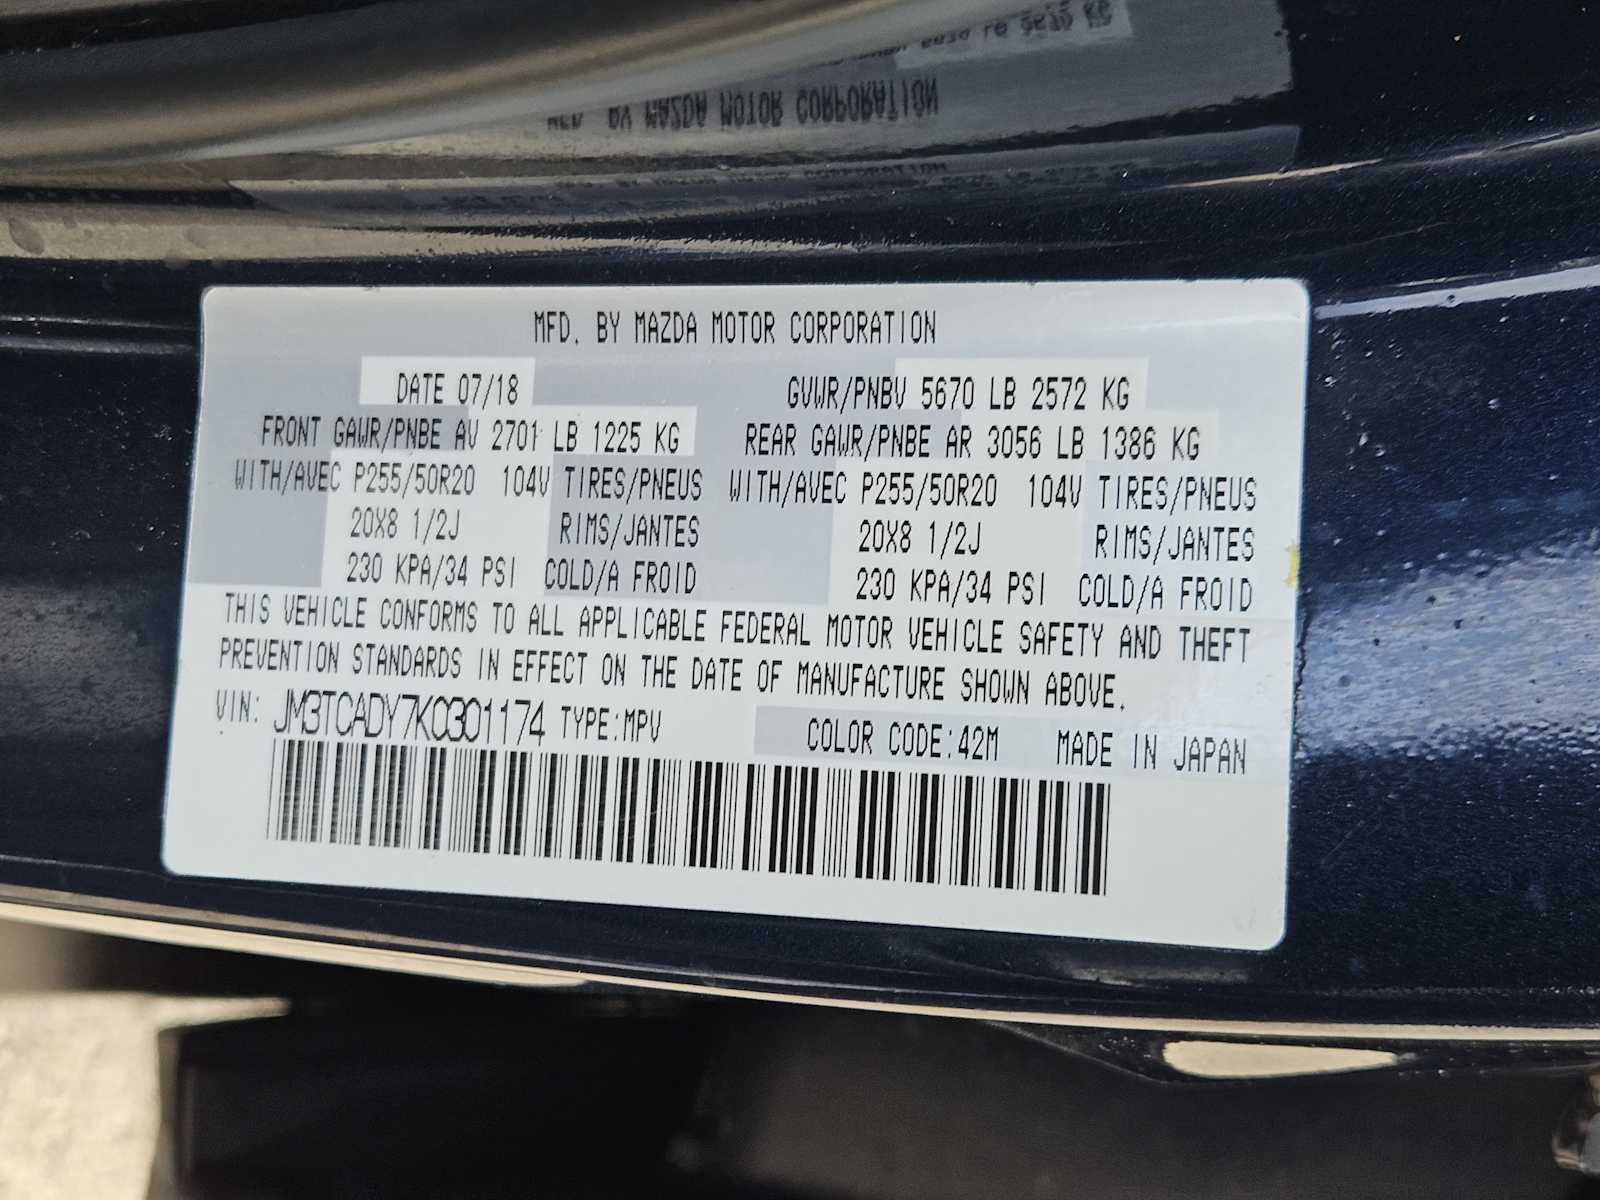 MFD. BY MAZDA MOTOR CORPORATION
DATE 07/18 GVWR/PNBV 5670 LB 2572 KG
FRONT GAWR/PNBE AV 2701 LB 1225 KG REAR GAWR/PNBE AR 3056 LB 1386 KG
WITH/AVEC P255/50R20 104V TIRES/PNEUS WITH/AVEC P255/50R20 104V TIRES/PNEUS
20X8 1/2J RIMS/JANTES 20X8 1/2J RIMS/JANTES
230 KPA/34 PSI COLD/A FROID 230 KPA/34 PSI COLD/A FROID
THIS VEHICLE CONFORMS TO ALL APPLICABLE FEDERAL MOTOR VEHICLE SAFETY AND THEFT
PREVENTION STANDARDS IN EFFECT ON THE DATE OF MANUFACTURE SHOWN ABOVE.
VIN: JM3TCADY7K0301174 TYPE:MPV COLOR CODE:42M MADE IN JAPAN